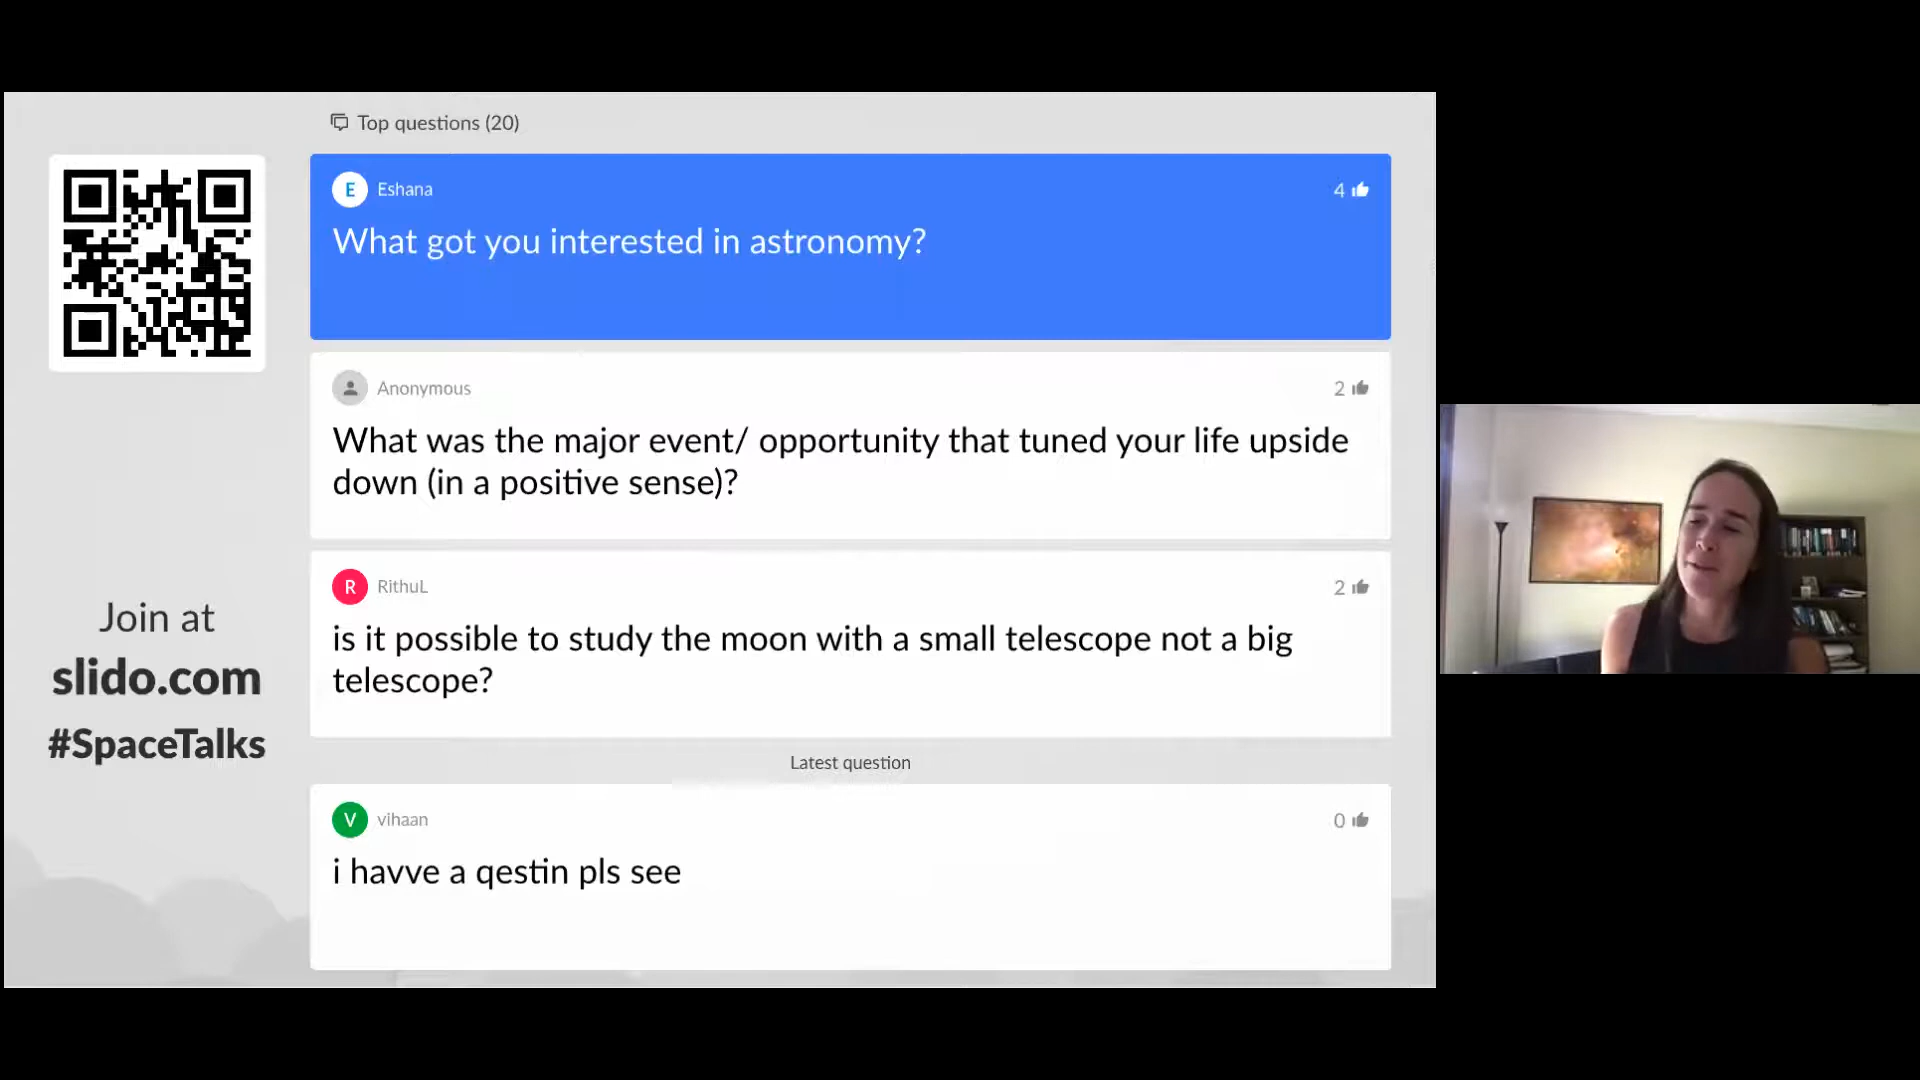 Top questions (20)
E Eshana 4
What got you interested in astronomy?
Anonymous 2
What was the major event/ opportunity that tuned your life upside
down (in a positive sense)?
R RithuL 2
is it possible to study the moon with a small telescope not a big
telescope?
Latest question
V vihaan 0
i havve a qestin pls see
Join at
slido.com
#SpaceTalks